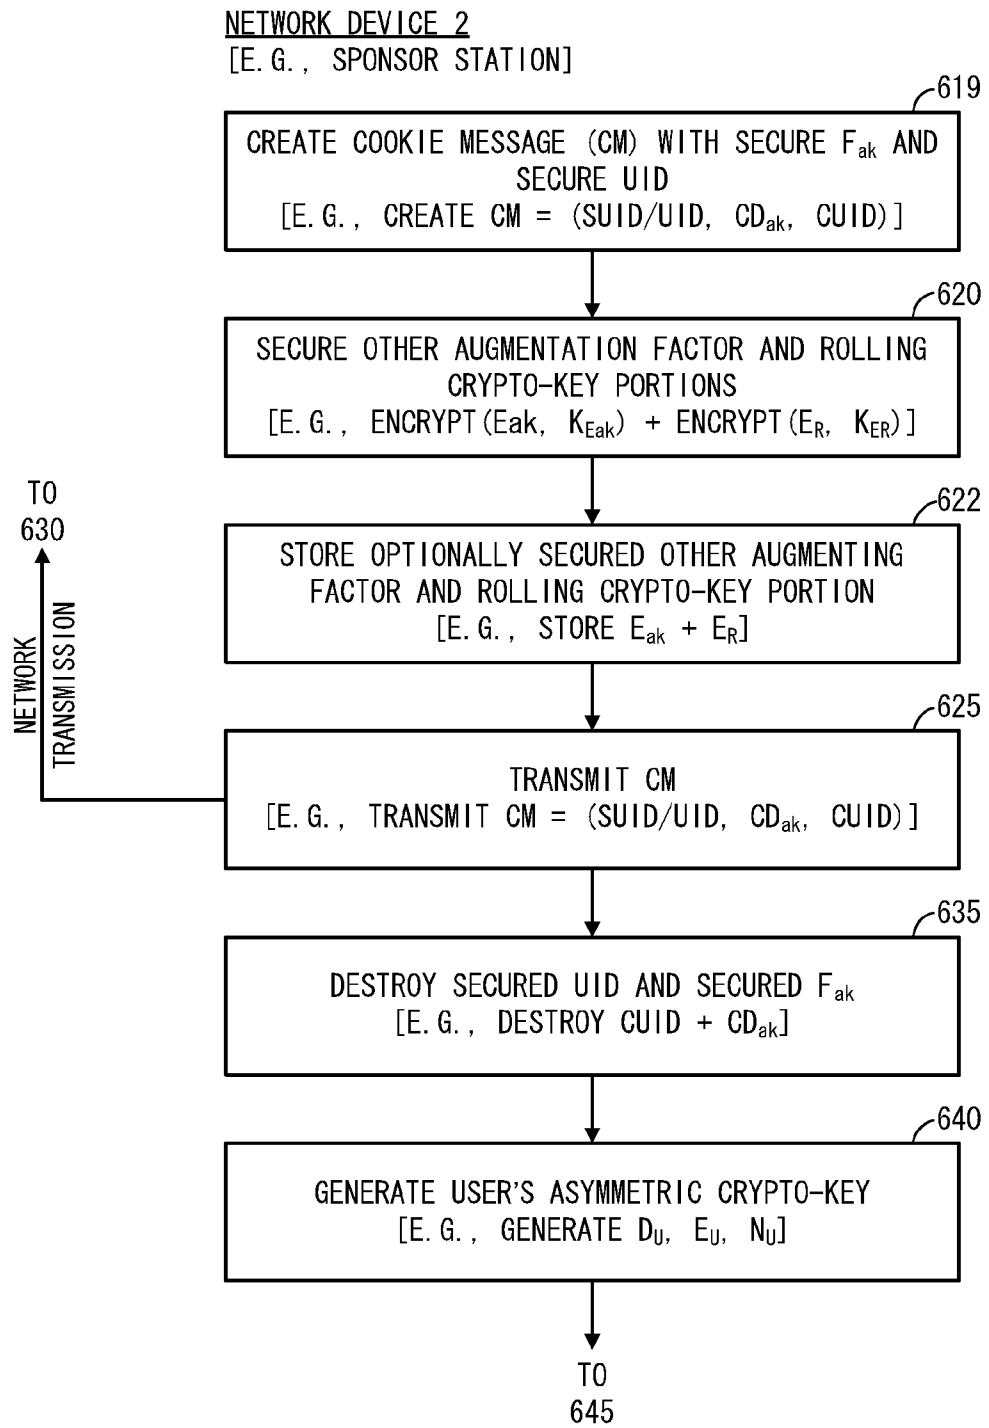 NETWORK DEVICE 2
[E.G., SPONSOR STATION]
619
CREATE COOKIE MESSAGE (CM) WITH SECURE Fak AND
SECURE UID
[E.G., CREATE CM = (SUID/UID, CDak, CUID)]
620
SECURE OTHER AUGMENTATION FACTOR AND ROLLING
CRYPTO-KEY PORTIONS
[E.G., ENCRYPT(Eak, KEak) + ENCRYPT(ER, KER)]
TO
630
622
STORE OPTIONALLY SECURED OTHER AUGMENTING
FACTOR AND ROLLING CRYPTO-KEY PORTION
[E.G., STORE Eak + ER]
NETWORK
TRANSMISSION
625
TRANSMIT CM
[E.G., TRANSMIT CM = (SUID/UID, CDak, CUID)]
635
DESTROY SECURED UID AND SECURED Fak
[E.G., DESTROY CUID + CDak]
640
GENERATE USER'S ASYMMETRIC CRYPTO-KEY
[E.G., GENERATE DU, EU, NU]
TO
645